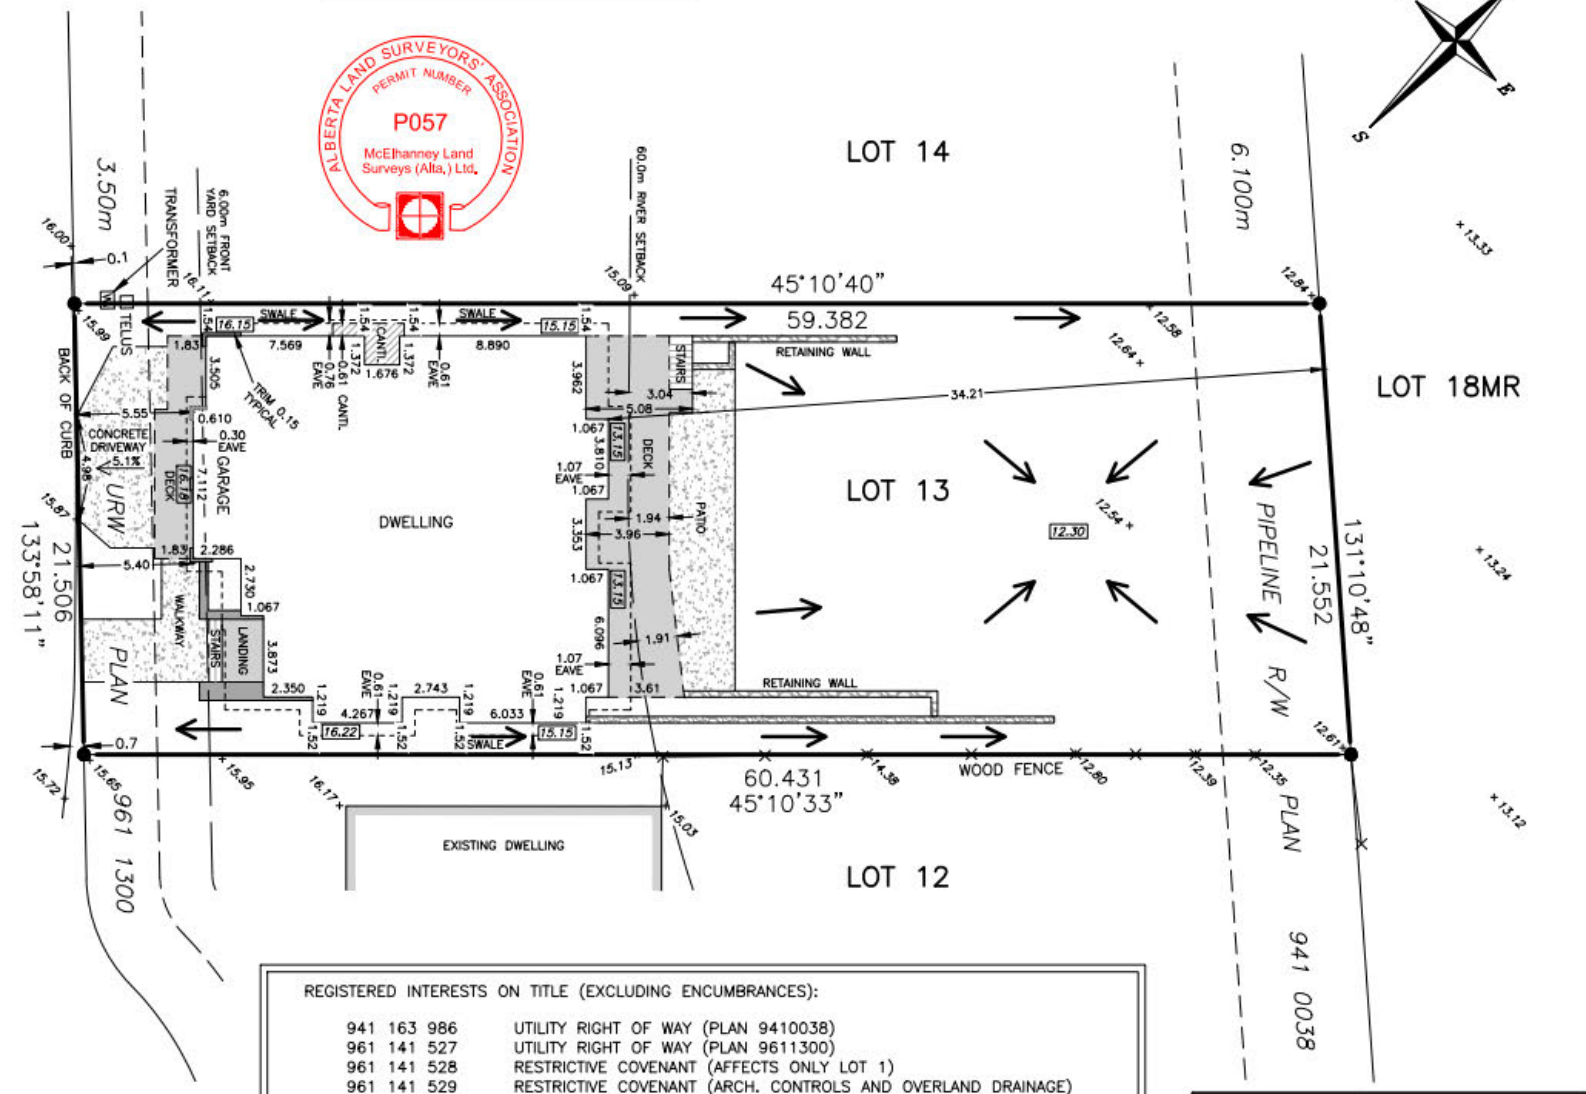 ALBERTA LAND SURVEYORS' ASSOCIATION
PERMIT NUMBER
P057
McElhanney Land
Surveys (Alta.) Ltd.
E
S
LOT 14
LOT 18MR
LOT 13
LOT 12
3.50m
TRANSFORMER
6.00m FRONT
YARD SETBACK
60.0m RIVER SETBACK
6.100m
13.33
13.24
13.12
16.00
0.1
15.99
TELUS
16.11
1.54
16.15
SWALE
1.54
1.54
SWALE
15.15
1.54
15.09
45°10'40"
59.382
12.84
12.58
12.64
1.83
7.569
0.76
EAVE
0.61 CANTI.
1.372
CANTI.
1.676
1.372
0.61
EAVE
8.890
STAIRS
RETAINING WALL
3.505
TRIM 0.15
TYPICAL
3.962
3.04
5.08
34.21
BACK OF CURB
5.55
0.610
0.30
EAVE
CONCRETE
DRIVEWAY
5.1%
4.98
URW
DECK
16.18
7.112
GARAGE
DWELLING
1.067
13.15
3.810
1.07
EAVE
1.067
DECK
PATIO
1.94
3.96
3.353
12.54
12.30
PIPELINE R/W
131°10'48"
21.552
15.87
21.506
133°58'11"
1.83
2.286
5.40
2.730
1.067
1.067
13.15
WALKWAY
STAIRS
LANDING
3.873
6.096
1.91
1.07
EAVE
PLAN
2.350
1.219
0.61
EAVE
1.219
2.743
1.219
0.61
EAVE
1.219
1.067
3.61
RETAINING WALL
4.267
6.033
1.52
16.22
1.52
1.52
SWALE
15.15
1.52
0.7
15.72
15.65
15.95
16.17
15.13
15.03
60.431
45°10'33"
14.38
WOOD FENCE
12.80
12.39
12.35
12.61
961 1300
EXISTING DWELLING
PLAN
941 0038
REGISTERED INTERESTS ON TITLE (EXCLUDING ENCUMBRANCES):
941 163 986 UTILITY RIGHT OF WAY (PLAN 9410038)
961 141 527 UTILITY RIGHT OF WAY (PLAN 9611300)
961 141 528 RESTRICTIVE COVENANT (AFFECTS ONLY LOT 1)
961 141 529 RESTRICTIVE COVENANT (ARCH. CONTROLS AND OVERLAND DRAINAGE)